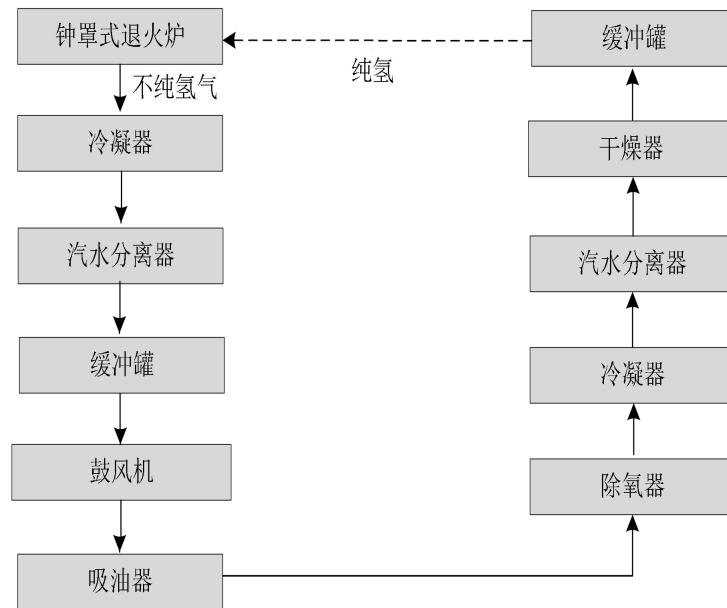 钟罩式退火炉
不纯氢气
冷凝器
汽水分离器
缓冲罐
鼓风机
吸油器
除氧器
冷凝器
汽水分离器
干燥器
缓冲罐
纯氢